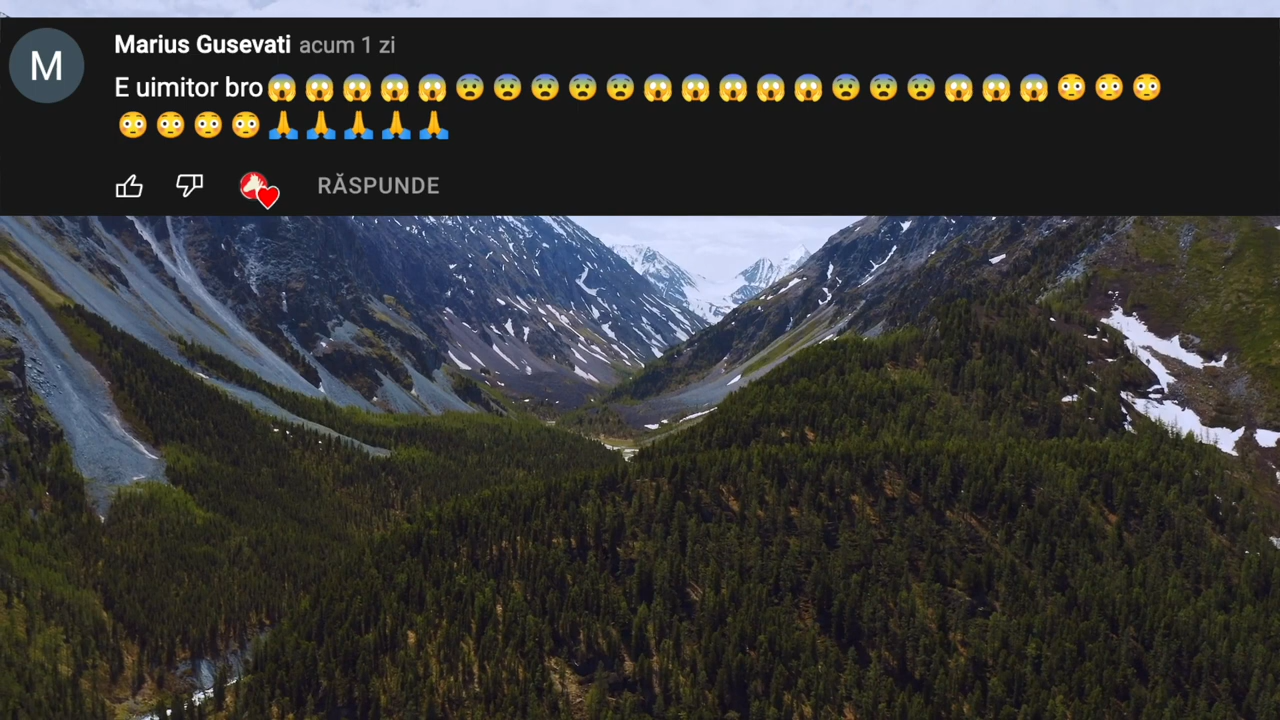 M
Marius Gusevati acum 1 zi
E uimitor bro😱😱😱😱😱😨😨😨😨😨😱😱😱😱😱😨😨😨😱😱😱😳😳😳
😳😳😳😳🙏🙏🙏🙏🙏
RĂSPUNDE